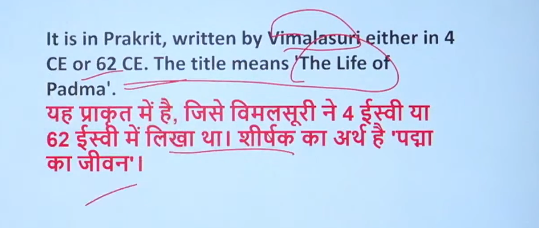 It is in Prakrit, written by Vimalasuri either in 4
CE or 62 CE. The title means 'The Life of
Padma'.
यह प्राकृत में है, जिसे विमलसूरी ने 4 ईस्वी या
62 ईस्वी में लिखा था। शीर्षक का अर्थ है 'पद्मा
का जीवन'।